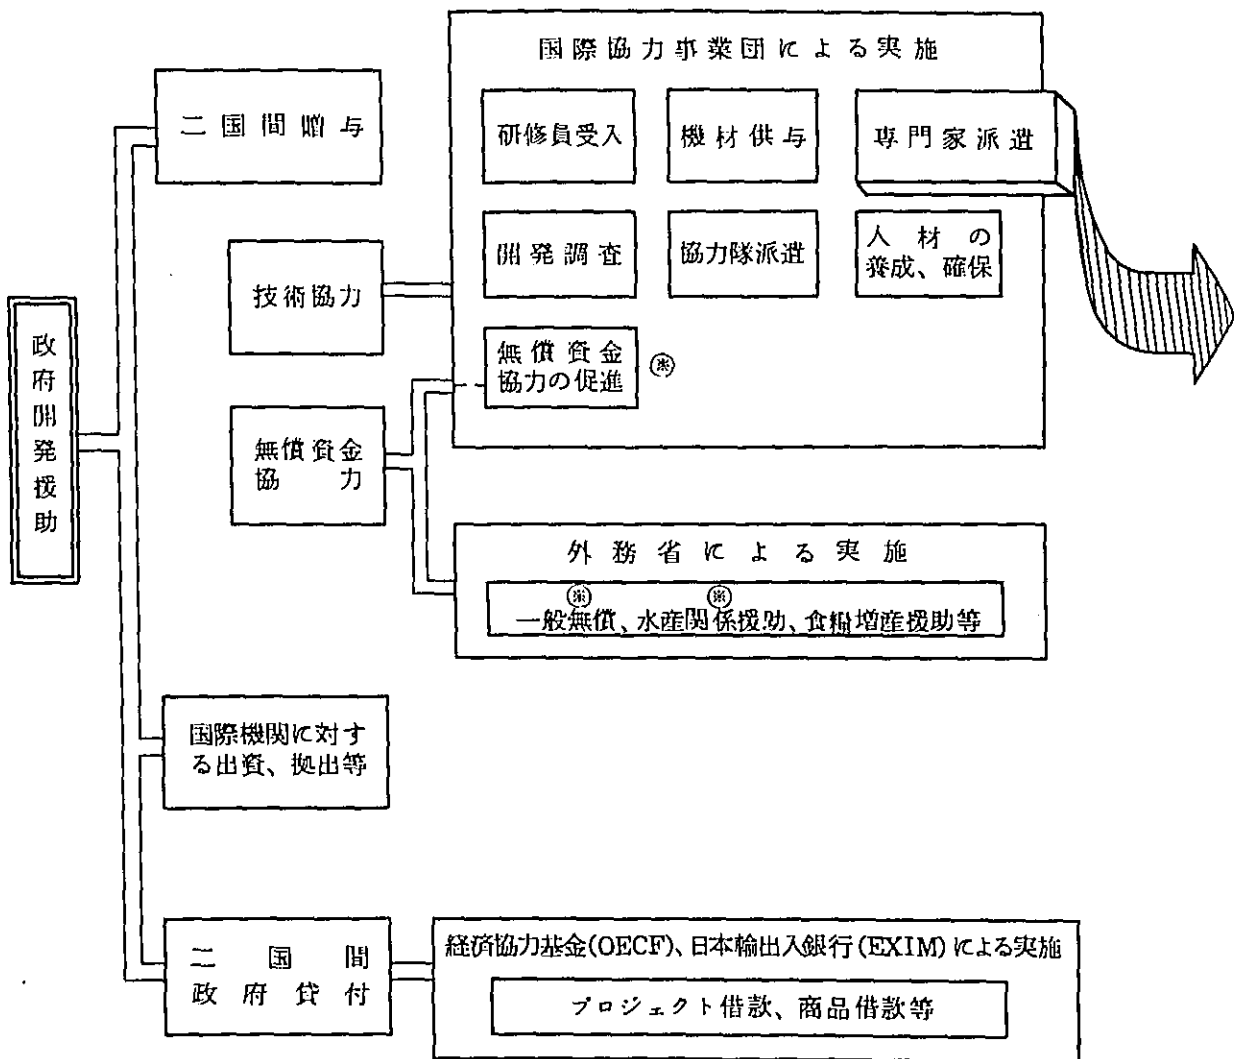 政府開発援助
二国間贈与
技術協力
無償資金
協力
国際機関に対す
る出資、拠出等
二国間
政府貸付
国際協力事業団による実施
研修員受入
機材供与
専門家派遣
開発調査
協力隊派遣
人材の
養成、確保
無償資金
協力の促進
※
外務省による実施
※ ※
一般無償、水産関係援助、食糧増産援助等
経済協力基金(OECF)、日本輸出入銀行(EXIM)による実施
プロジェクト借款、商品借款等